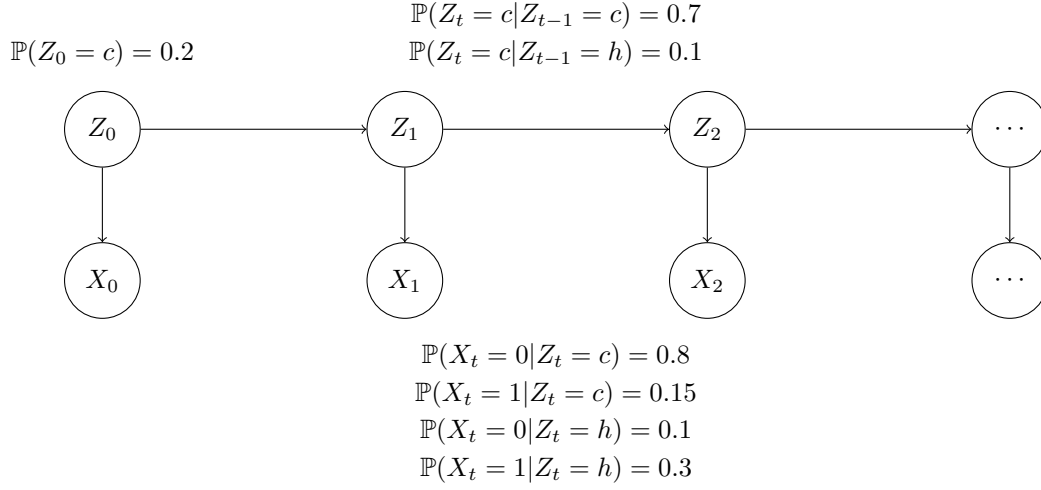 ℙ(Z_t = c|Z_{t−1} = c) = 0.7
ℙ(Z_0 = c) = 0.2
ℙ(Z_t = c|Z_{t−1} = h) = 0.1
Z_0
Z_1
Z_2
⋯
X_0
X_1
X_2
⋯
ℙ(X_t = 0|Z_t = c) = 0.8
ℙ(X_t = 1|Z_t = c) = 0.15
ℙ(X_t = 0|Z_t = h) = 0.1
ℙ(X_t = 1|Z_t = h) = 0.3